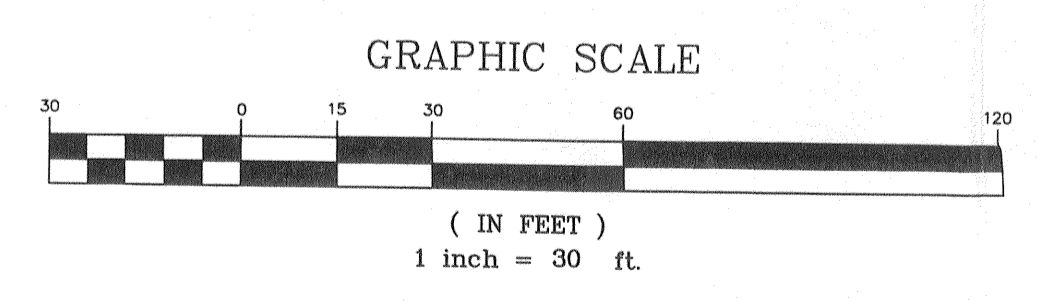 GRAPHIC SCALE
30 0 15 30 60 120
( IN FEET )
1 inch = 30 ft.